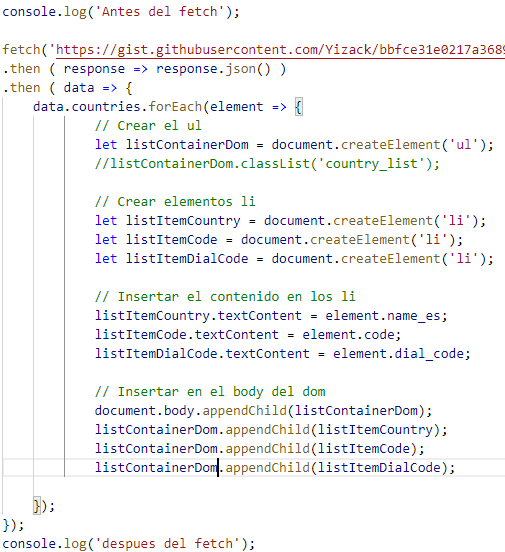 console.log('Antes del fetch');
fetch('https://gist.githubusercontent.com/Yizack/bbfce31e0217a3689
.then ( response => response.json() )
.then ( data => {
data.countries.forEach(element => {
// Crear el ul
let listContainerDom = document.createElement('ul');
//listContainerDom.classList('country_list');
// Crear elementos li
let listItemCountry = document.createElement('li');
let listItemCode = document.createElement('li');
let listItemDialCode = document.createElement('li');
// Insertar el contenido en los li
listItemCountry.textContent = element.name_es;
listItemCode.textContent = element.code;
listItemDialCode.textContent = element.dial_code;
// Insertar en el body del dom
document.body.appendChild(listContainerDom);
listContainerDom.appendChild(listItemCountry);
listContainerDom.appendChild(listItemCode);
listContainerDom.appendChild(listItemDialCode);
});
});
console.log('despues del fetch');